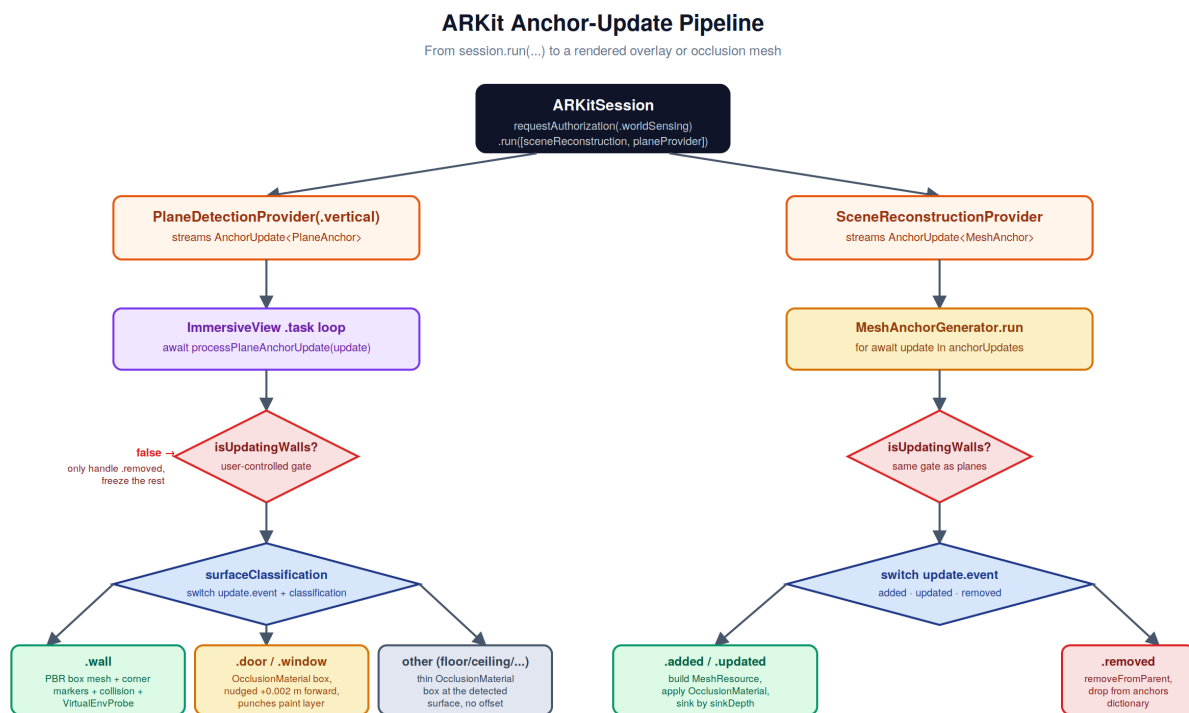 ARKit Anchor-Update Pipeline
From session.run(...) to a rendered overlay or occlusion mesh
ARKitSession
requestAuthorization(.worldSensing)
.run([sceneReconstruction, planeProvider])
PlaneDetectionProvider(.vertical)
streams AnchorUpdate<PlaneAnchor>
SceneReconstructionProvider
streams AnchorUpdate<MeshAnchor>
ImmersiveView .task loop
await processPlaneAnchorUpdate(update)
MeshAnchorGenerator.run
for await update in anchorUpdates
false →
only handle .removed,
freeze the rest
isUpdatingWalls?
user-controlled gate
isUpdatingWalls?
same gate as planes
surfaceClassification
switch update.event + classification
switch update.event
added · updated · removed
.wall
PBR box mesh + corner
markers + collision +
VirtualEnvProbe
.door / .window
OcclusionMaterial box,
nudged +0.002 m forward,
punches paint layer
other (floor/ceiling/...)
thin OcclusionMaterial
box at the detected
surface, no offset
.added / .updated
build MeshResource,
apply OcclusionMaterial,
sink by sinkDepth
.removed
removeFromParent,
drop from anchors
dictionary